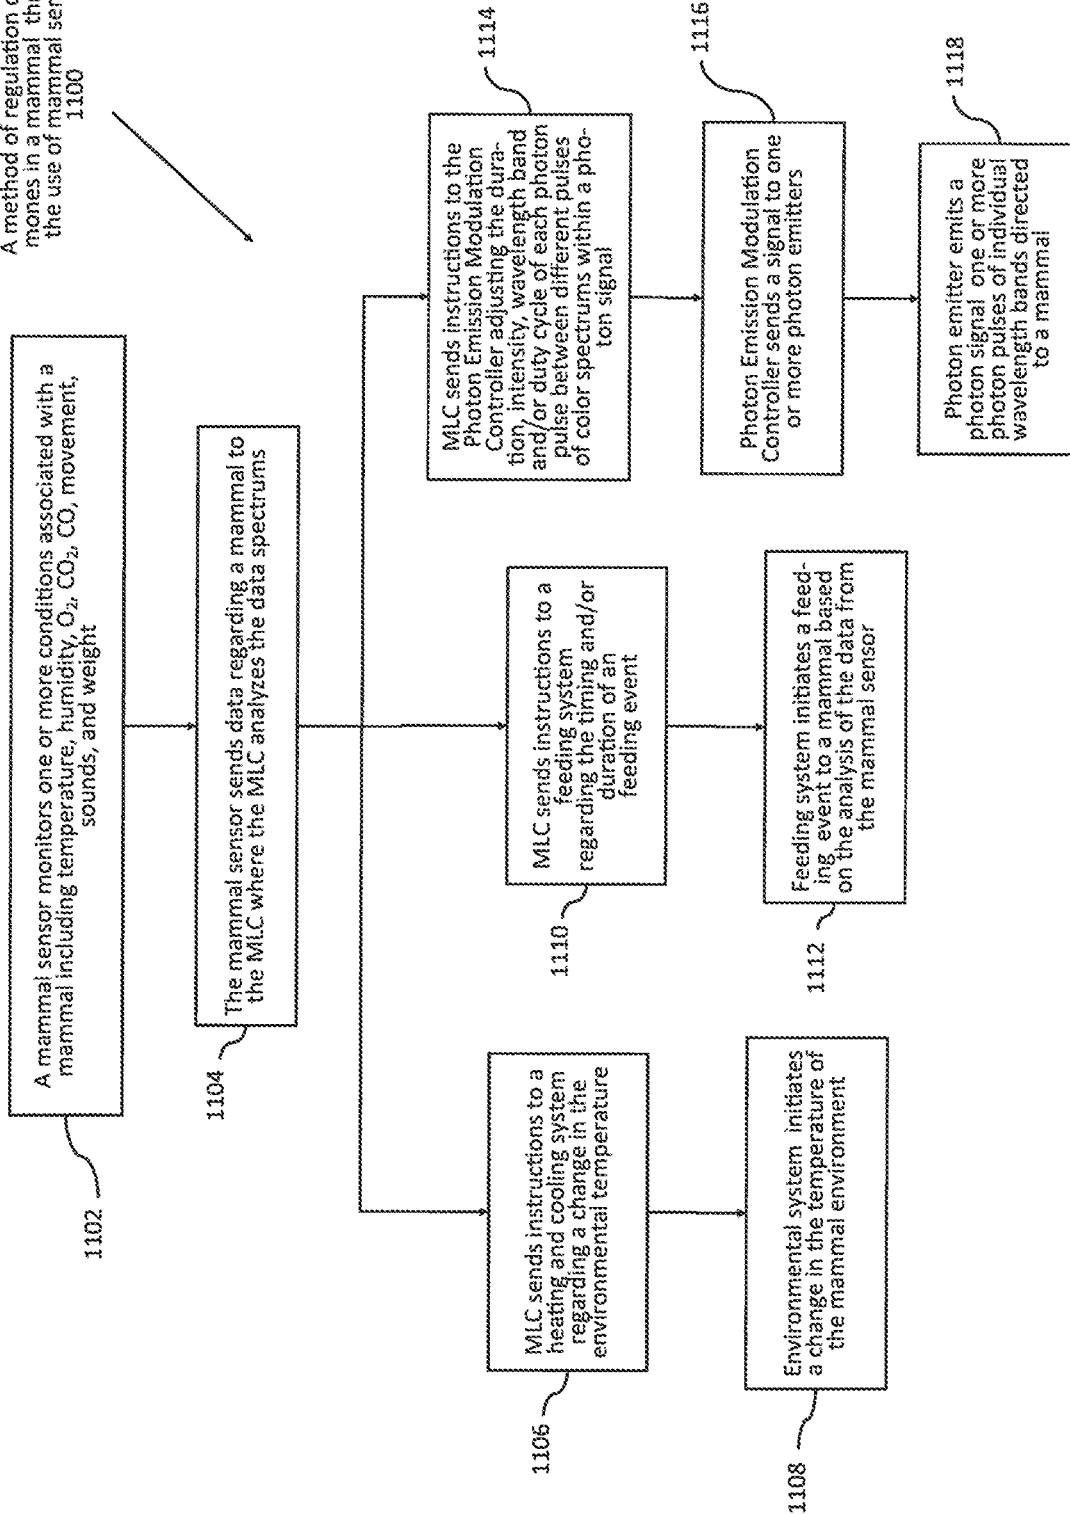 A method of regulation
mones in a mammal
the use of mammal
1100
A mammal sensor monitors one or more conditions associated with a
mammal including temperature, humidity, O₂, CO₂, CO, movement,
sounds, and weight
1102
The mammal sensor sends data regarding a mammal to
the MLC where the MLC analyzes the data spectrums
1104
MLC sends instructions to a
heating and cooling system
regarding a change in the
environmental temperature
1106
Environmental system initiates
a change in the temperature of
the mammal environment
1108
MLC sends instructions to a
feeding system
regarding the timing and/or
duration of an
feeding event
1110
Feeding system initiates a feed-
ing event to a mammal based
on the analysis of the data from
the mammal sensor
1112
MLC sends instructions to the
Photon Emission Modulation
Controller adjusting the dura-
tion, intensity, wavelength band
and/or duty cycle of each photon
pulse between different pulses
of color spectrums within a pho-
ton signal
1114
Photon Emission Modulation
Controller sends a signal to one
or more photon emitters
1116
Photon emitter emits a
photon signal one or more
photon pulses of individual
wavelength bands directed
to a mammal
1118